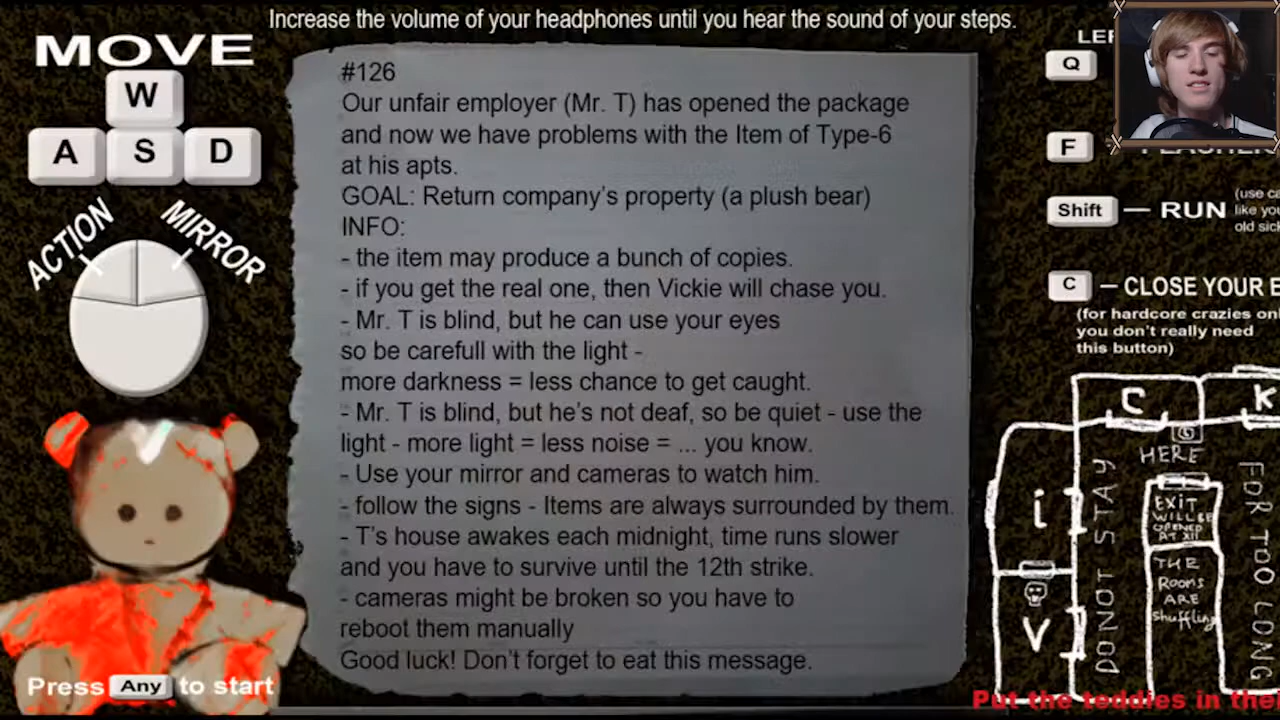 Increase the volume of your headphones until you hear the sound of your steps.
MOVE
W
A S D
ACTION
MIRROR
#126
Our unfair employer (Mr. T) has opened the package
and now we have problems with the Item of Type-6
at his apts.
GOAL: Return company's property (a plush bear)
INFO:
- the item may produce a bunch of copies.
- if you get the real one, then Vickie will chase you.
- Mr. T is blind, but he can use your eyes
so be carefull with the light -
more darkness = less chance to get caught.
- Mr. T is blind, but he's not deaf, so be quiet - use the
light - more light = less noise = ... you know.
- Use your mirror and cameras to watch him.
- follow the signs - Items are always surrounded by them.
- T's house awakes each midnight, time runs slower
and you have to survive until the 12th strike.
- cameras might be broken so you have to
reboot them manually
Good luck! Don't forget to eat this message.
Press Any to start
Q
F
Shift — RUN
(use ca
like yo
old sic
C — CLOSE YOUR E
(for hardcore crazies on
you don't really need
this button)
C
K
HERE
i
V
DO NOT STAY
FOR TOO LONG
EXIT
WILL BE
OPENED
AT XII
THE
Rooms
ARE
shuffling
Put the teddies in thei